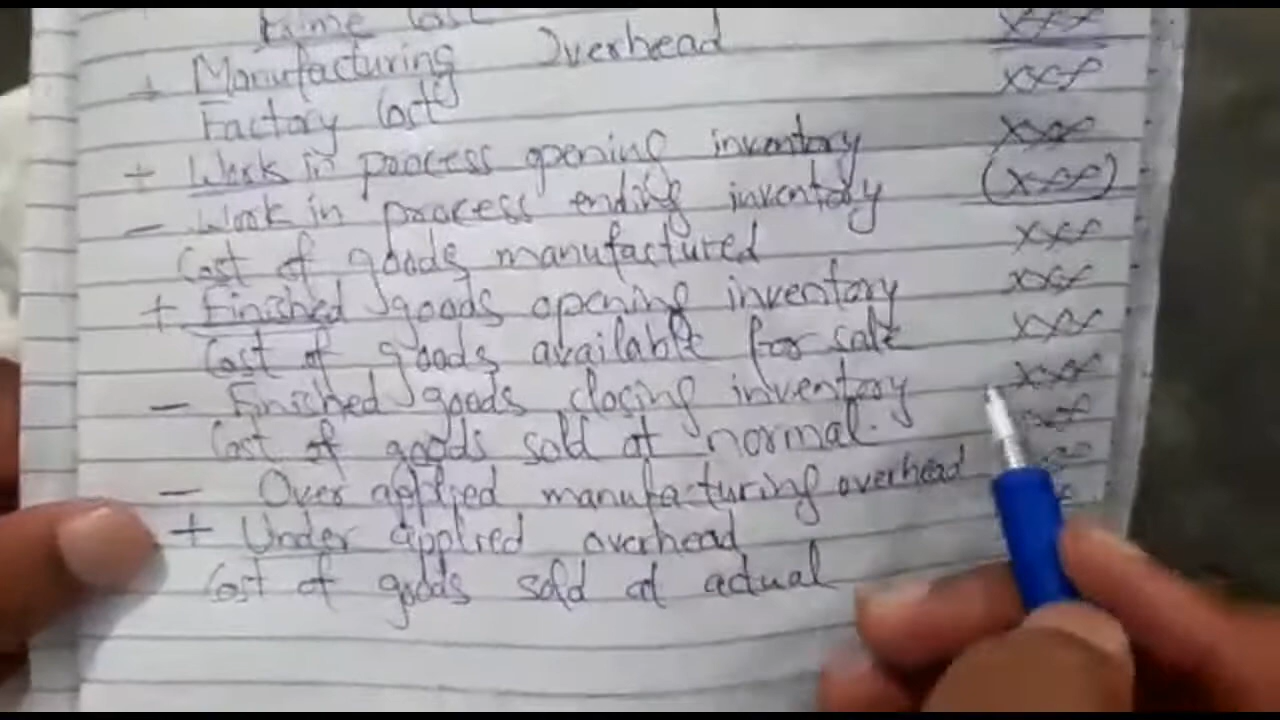 Prime Cost xxx
+ Manufacturing Overhead xxx
Factory Cost
+ Work in process opening inventory xxx
- Work in process ending inventory (xxx)
Cost of goods manufactured xxx
+ Finished goods opening inventory xxx
Cost of goods available for sale xxx
- Finished goods closing inventory xxx
Cost of goods sold at normal. xxx
- Over applied manufacturing overhead
+ Under applied overhead
Cost of goods sold at actual